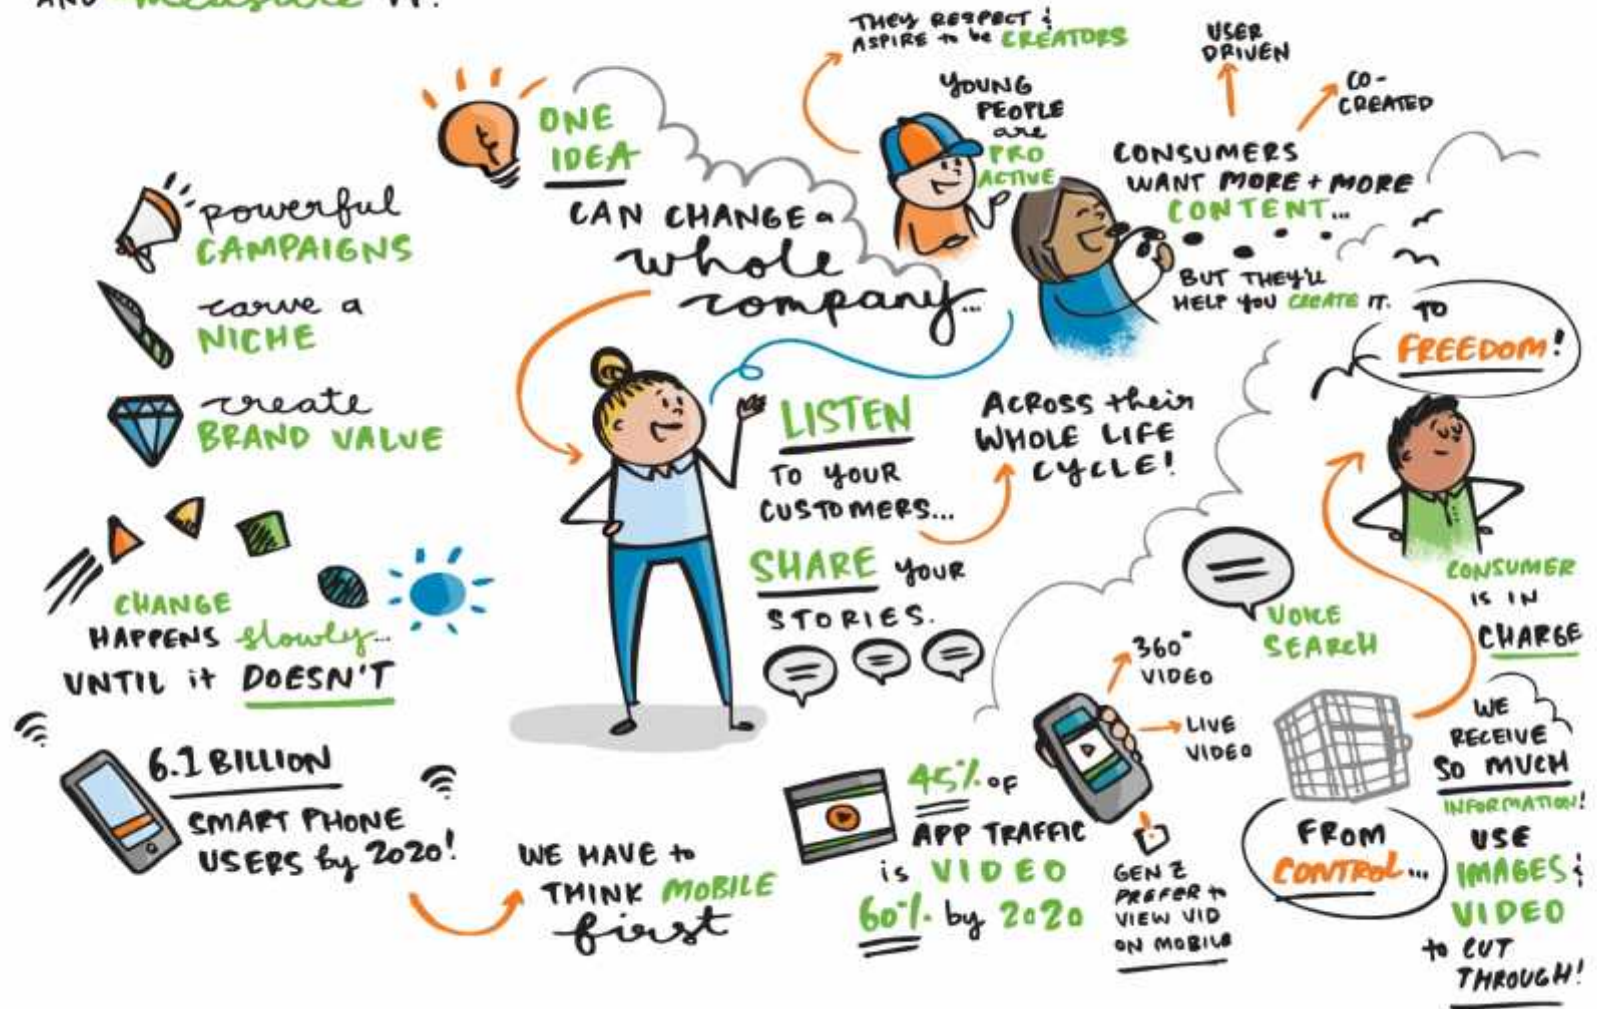 AND measure IT!
ONE
IDEA
CAN CHANGE a
whole
company...
powerful
CAMPAIGNS
carve a
NICHE
create
BRAND VALUE
CHANGE
HAPPENS slowly...
UNTIL it DOESN'T
6.1 BILLION
SMART PHONE
USERS by 2020!
WE HAVE to
THINK MOBILE
first
THEY RESPECT &
ASPIRE to be CREATORS
YOUNG
PEOPLE
are
PRO
ACTIVE
USER
DRIVEN
CO-
CREATED
CONSUMERS
WANT MORE + MORE
CONTENT...
BUT THEY'LL
HELP YOU CREATE IT.
LISTEN
TO YOUR
CUSTOMERS...
ACROSS their
WHOLE LIFE
CYCLE!
SHARE YOUR
STORIES.
45% OF
APP TRAFFIC
is VIDEO
60% by 2020
360°
VIDEO
LIVE
VIDEO
GEN Z
PREFER to
VIEW VID
ON MOBILE
VOICE
SEARCH
FROM
CONTROL...
TO
FREEDOM!
CONSUMER
IS IN
CHARGE
WE
RECEIVE
SO MUCH
INFORMATION!
USE
IMAGES &
VIDEO
to CUT
THROUGH!